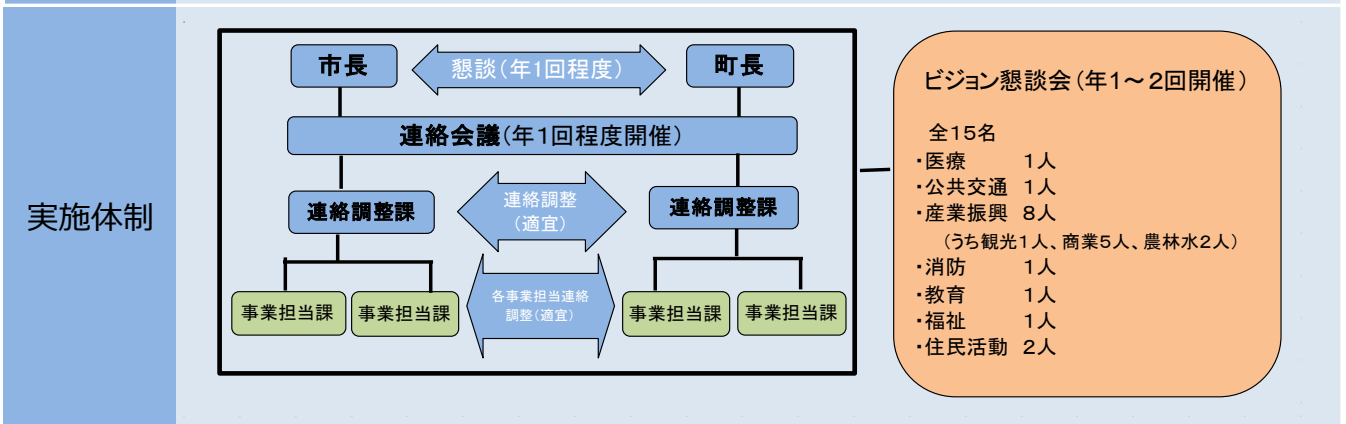 実施体制
市長
懇談(年1回程度)
町長
連絡会議(年1回程度開催)
連絡調整課
連絡調整
(適宜)
連絡調整課
事業担当課
事業担当課
各事業担当連絡
調整(適宜)
事業担当課
事業担当課
ビジョン懇談会(年1~2回開催)
全15名
・医療 1人
・公共交通 1人
・産業振興 8人
(うち観光1人、商業5人、農林水2人)
・消防 1人
・教育 1人
・福祉 1人
・住民活動 2人